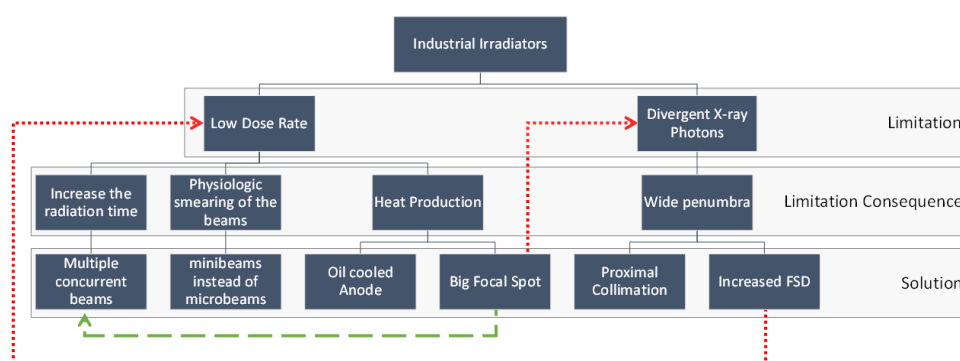 Industrial Irradiators
Low Dose Rate
Divergent X-ray
Photons
Limitation
Increase the
radiation time
Physiologic
smearing of the
beams
Heat Production
Wide penumbra
Limitation Consequence
Multiple
concurrent
beams
minibeams
instead of
microbeams
Oil cooled
Anode
Big Focal Spot
Proximal
Collimation
Increased FSD
Solution